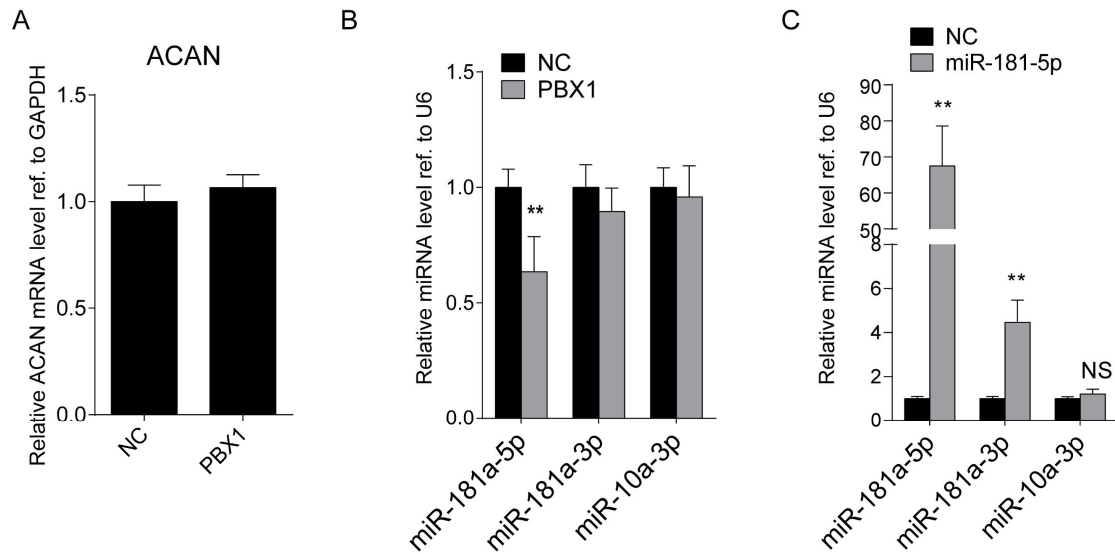 A
ACAN
Relative ACAN mRNA level ref. to GAPDH
1.5
1.0
0.5
0.0
NC
PBX1
B
NC
PBX1
Relative miRNA level ref. to U6
1.5
1.0
0.5
0.0
**
miR-181a-5p
miR-181a-3p
miR-10a-3p
C
NC
miR-181-5p
Relative miRLA level ref. to U6
90
80
70
60
50
8
6
4
2
0
**
**
NS
miR-181a-5p
miR-181a-3p
miR-10a-3p